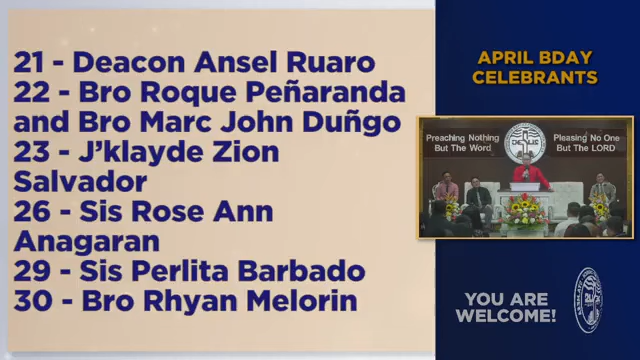 21 - Deacon Ansel Ruaro
22 - Bro Roque Peñaranda
and Bro Marc John Duñgo
23 - J’klayde Zion
Salvador
26 - Sis Rose Ann
Anagaran
29 - Sis Perlita Barbado
30 - Bro Rhyan Melorin
APRIL BDAY
CELEBRANTS
Preaching Nothing
But The Word
Pleasing No One
But The LORD
YOU ARE
WELCOME!